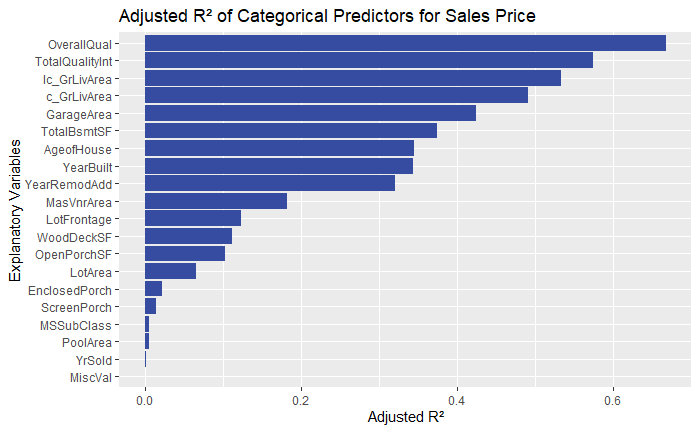 Adjusted R² of Categorical Predictors for Sales Price
Explanatory Variables
OverallQual
TotalQualityInt
lc_GrLivArea
c_GrLivArea
GarageArea
TotalBsmtSF
AgeofHouse
YearBuilt
YearRemodAdd
MasVnrArea
LotFrontage
WoodDeckSF
OpenPorchSF
LotArea
EnclosedPorch
ScreenPorch
MSSubClass
PoolArea
YrSold
MiscVal
0.0 0.2 0.4 0.6
Adjusted R²